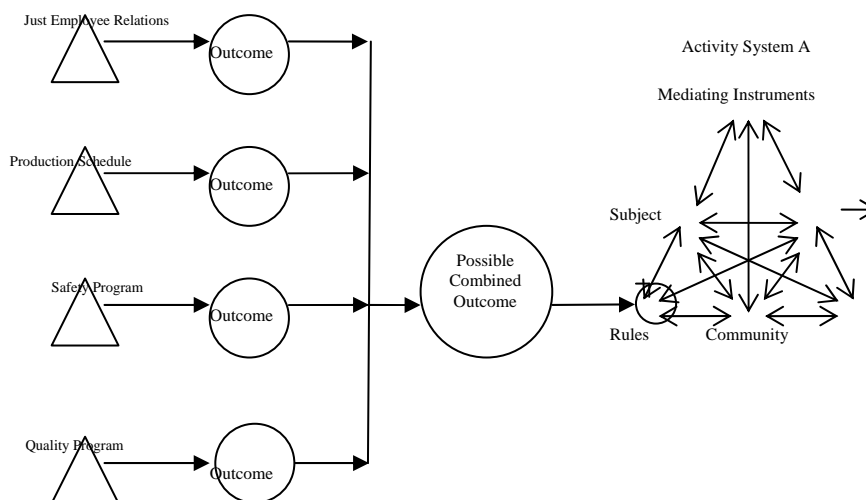 Just Employee Relations
Outcome
Production Schedule
Outcome
Safety Program
Outcome
Quality Program
Outcome
Possible
Combined
Outcome
Activity System A
Mediating Instruments
Subject
Rules
Community